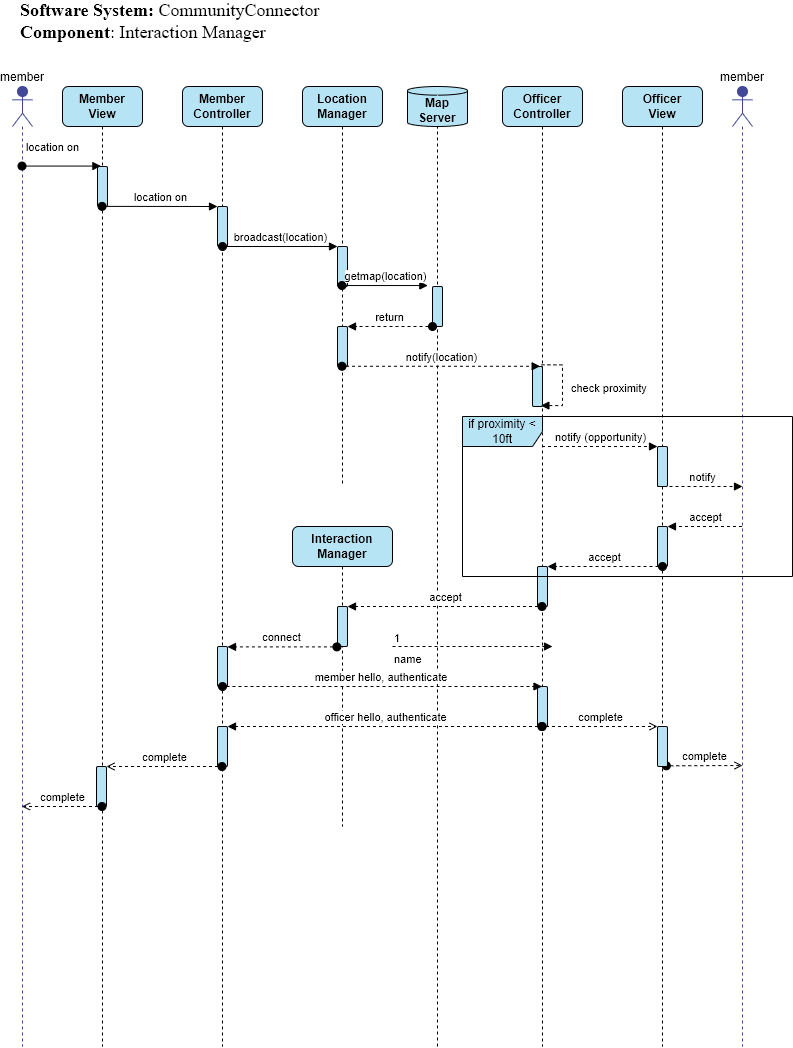 Software System: CommunityConnector
Component: Interaction Manager
member
Member
View
Member
Controller
Location
Manager
Map
Server
Officer
Controller
Officer
View
member
location on
location on
broadcast(location)
getmap(location)
return
notify(location)
check proximity
if proximity <
10ft
notify (opportunity)
notify
accept
accept
Interaction
Manager
accept
connect
1
name
member hello, authenticate
officer hello, authenticate
complete
complete
complete
complete